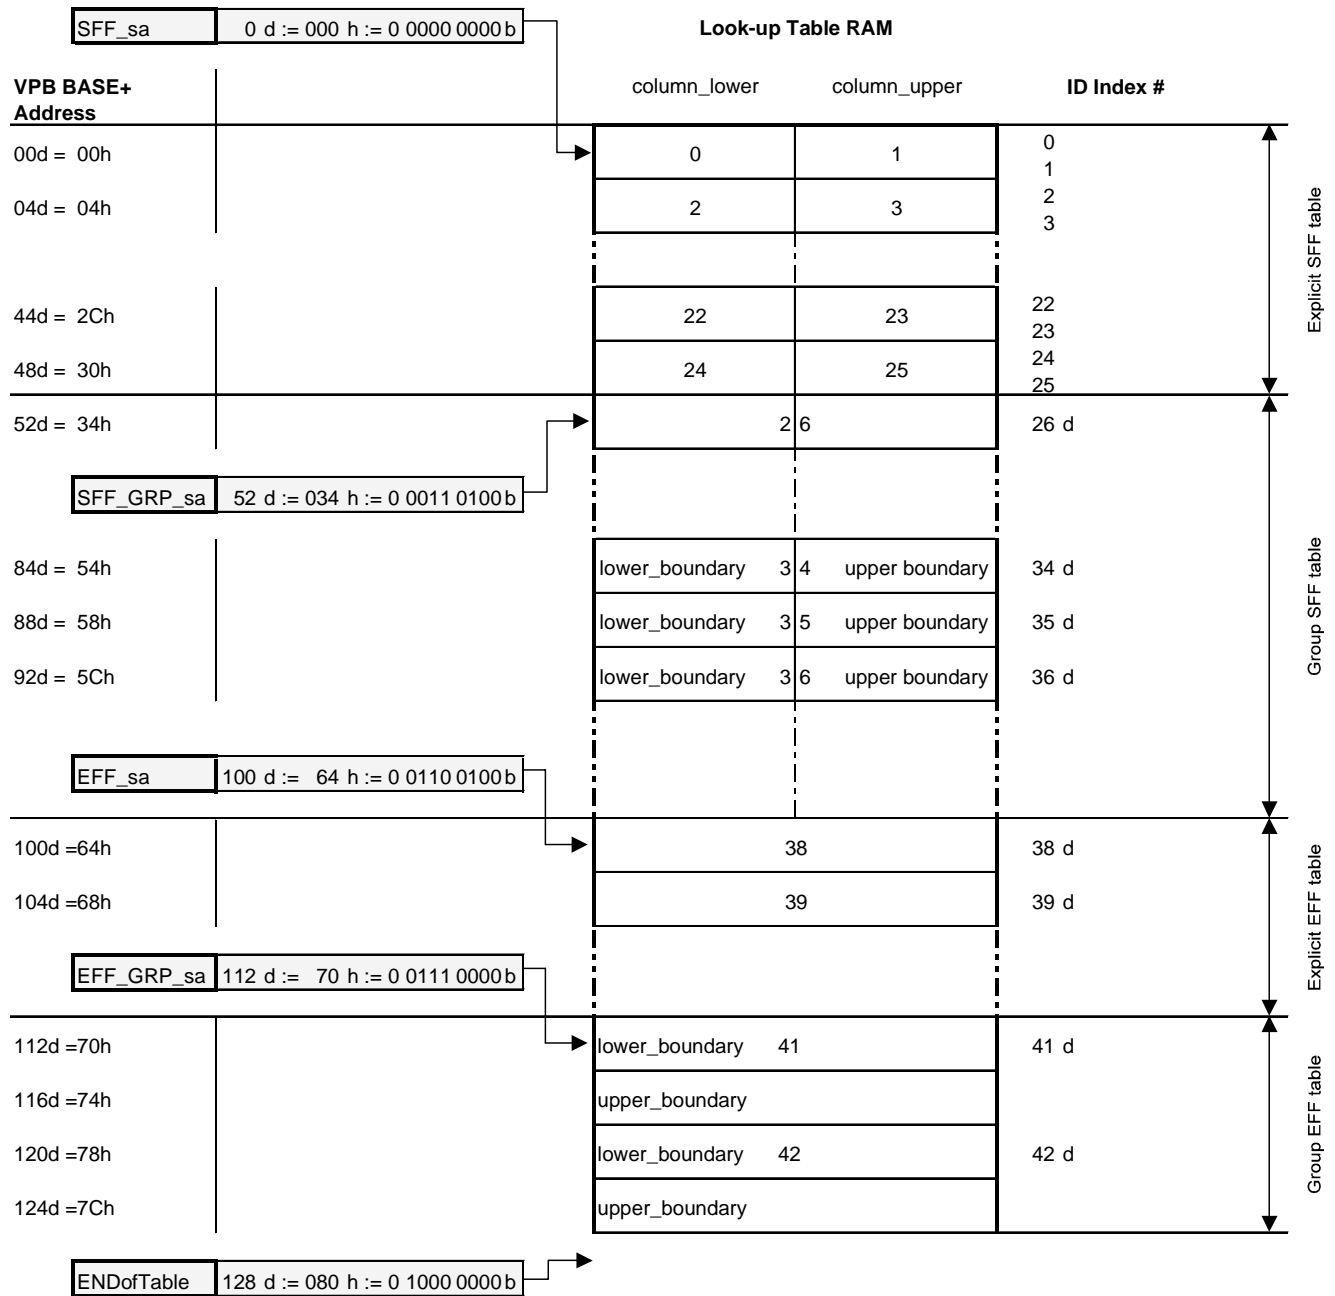 SFF_sa 0 d := 000 h := 0 0000 0000 b
Look-up Table RAM
VPB BASE+ column_lower column_upper ID Index #
Address
00d = 00h 0 1 0
1
04d = 04h 2 3 2
3
Explicit SFF table
44d = 2Ch 22 23 22
23
48d = 30h 24 25 24
25
52d = 34h 2 6 26 d
SFF_GRP_sa 52 d := 034 h := 0 0011 0100 b
84d = 54h lower_boundary 3 4 upper boundary 34 d
88d = 58h lower_boundary 3 5 upper boundary 35 d
Group SFF table
92d = 5Ch lower_boundary 3 6 upper boundary 36 d
EFF_sa 100 d := 64 h := 0 0110 0100 b
100d =64h 38 38 d
104d =68h 39 39 d
Explicit EFF table
EFF_GRP_sa 112 d := 70 h := 0 0111 0000 b
112d =70h lower_boundary 41 41 d
116d =74h upper_boundary
Group EFF table
120d =78h lower_boundary 42 42 d
124d =7Ch upper_boundary
ENDofTable 128 d := 080 h := 0 1000 0000 b